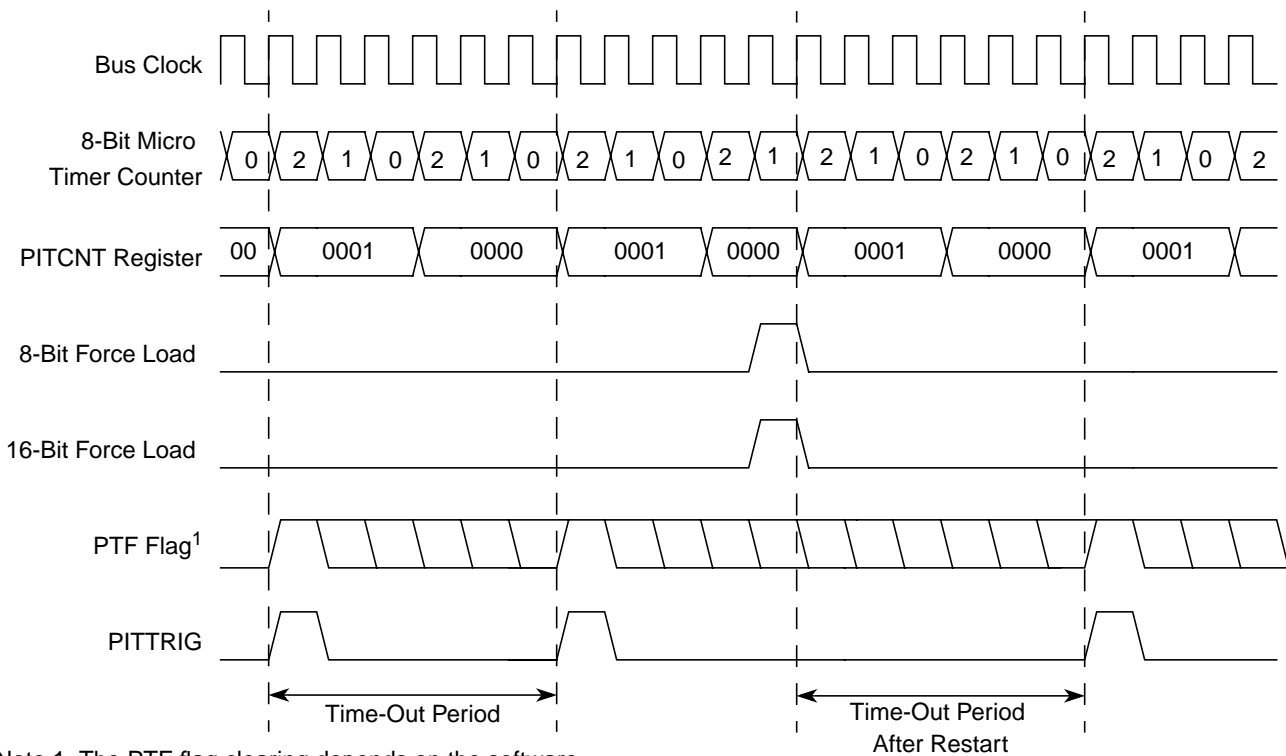 Bus Clock
8-Bit Micro
Timer Counter
0 2 1 0 2 1 0 2 1 0 2 1 2 1 0 2 1 0 2 1 0 2
PITCNT Register
00 0001 0000 0001 0000 0001 0000 0001
8-Bit Force Load
16-Bit Force Load
PTF Flag1
PITTRIG
Time-Out Period
Time-Out Period
After Restart
Note 1. The PTF flag clearing depends on the software